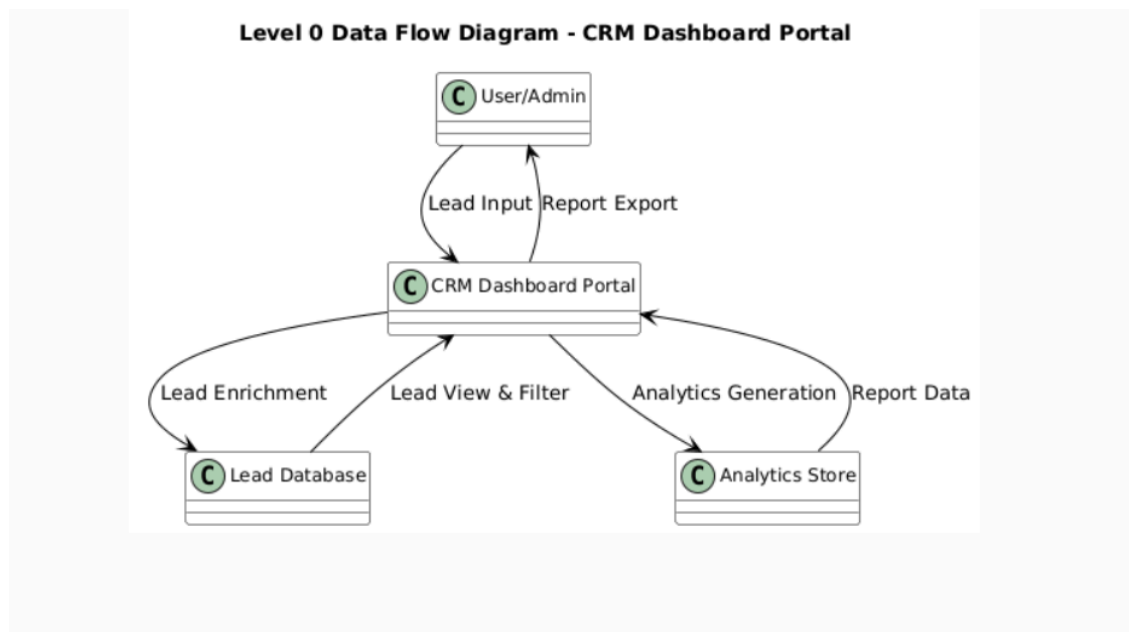 Level 0 Data Flow Diagram - CRM Dashboard Portal
C User/Admin
Lead Input
Report Export
C CRM Dashboard Portal
Lead Enrichment
Lead View & Filter
Analytics Generation
Report Data
C Lead Database
C Analytics Store